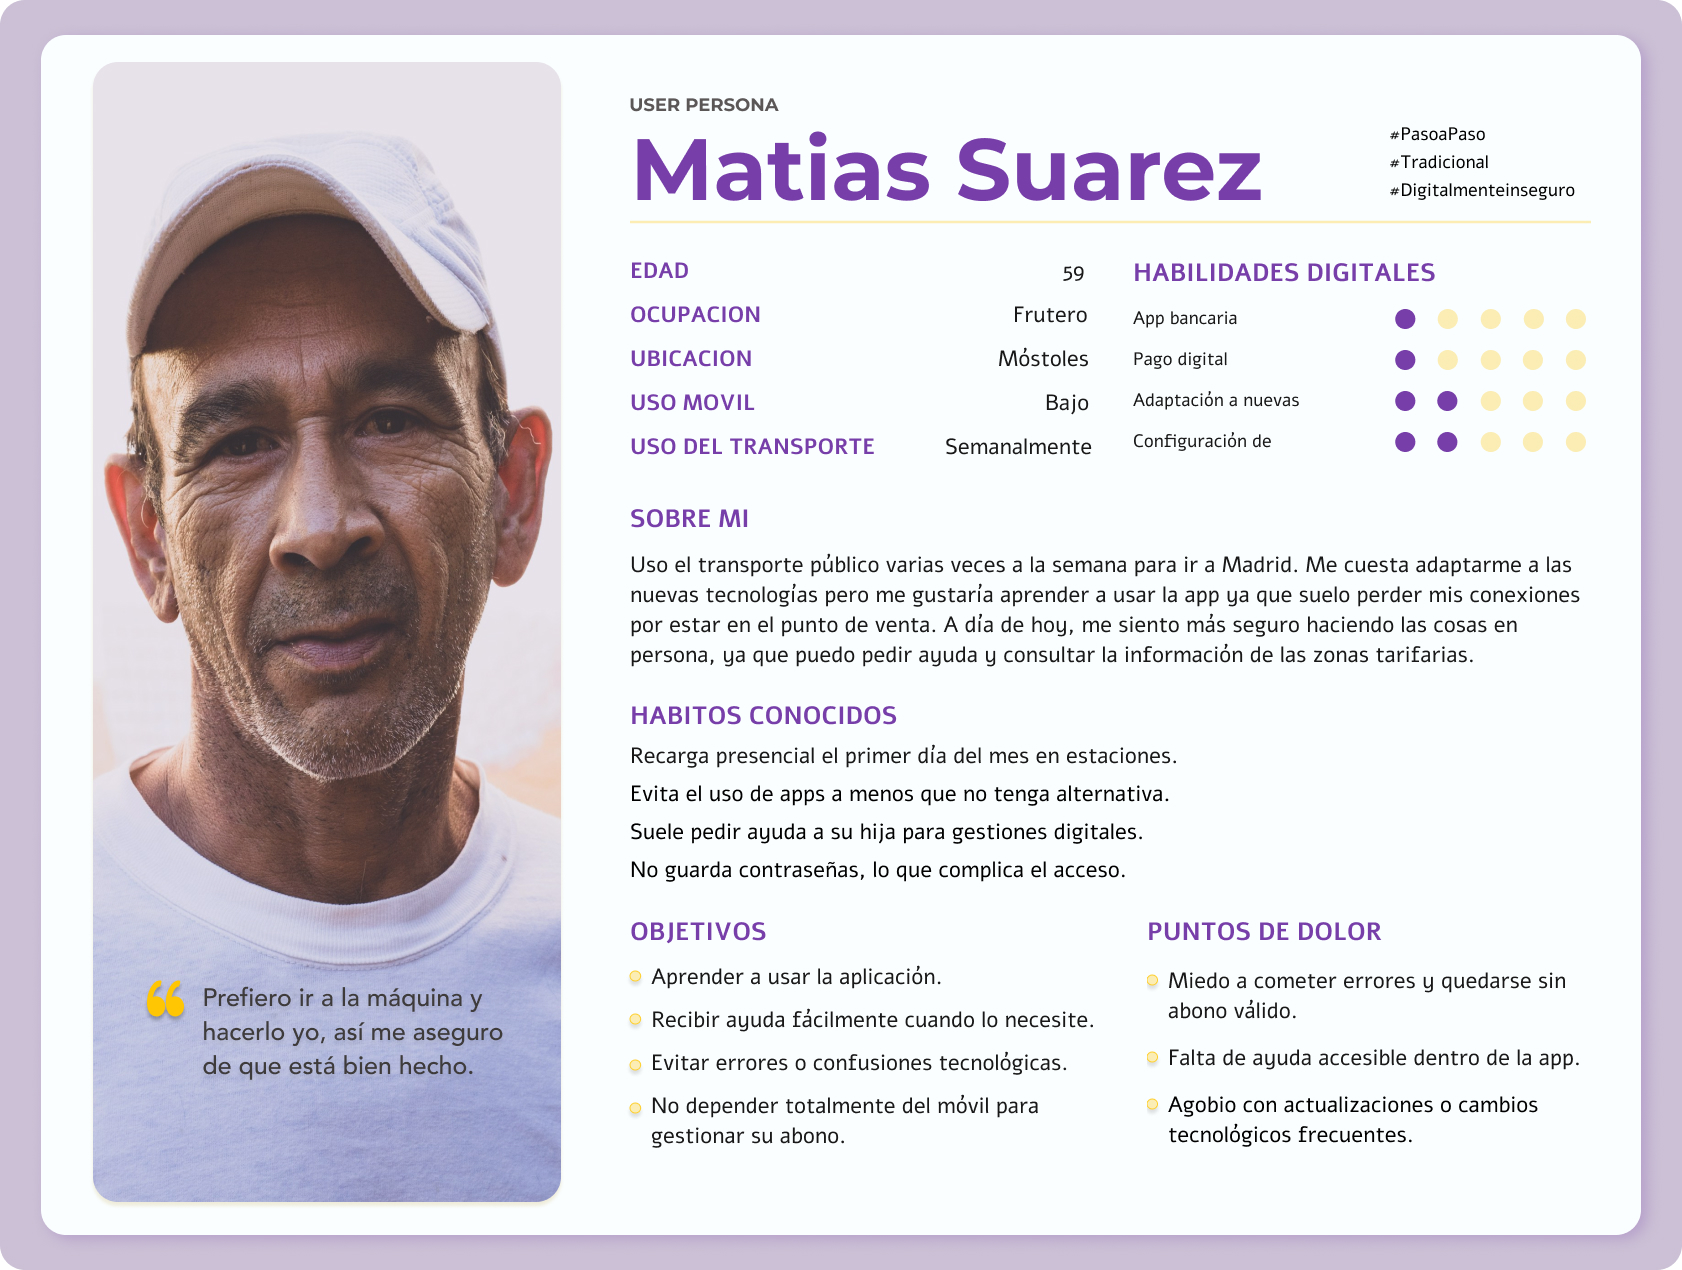 USER PERSONA
Matias Suarez
#PasoaPaso
#Tradicional
#Digitalmenteinseguro
EDAD 59
OCUPACION Frutero
UBICACION Móstoles
USO MOVIL Bajo
USO DEL TRANSPORTE Semanalmente
HABILIDADES DIGITALES
App bancaria
Pago digital
Adaptación a nuevas
Configuración de
SOBRE MI
Uso el transporte público varias veces a la semana para ir a Madrid. Me cuesta adaptarme a las
nuevas tecnologías pero me gustaría aprender a usar la app ya que suelo perder mis conexiones
por estar en el punto de venta. A día de hoy, me siento más seguro haciendo las cosas en
persona, ya que puedo pedir ayuda y consultar la información de las zonas tarifarias.
HABITOS CONOCIDOS
Recarga presencial el primer día del mes en estaciones.
Evita el uso de apps a menos que no tenga alternativa.
Suele pedir ayuda a su hija para gestiones digitales.
No guarda contraseñas, lo que complica el acceso.
OBJETIVOS
Aprender a usar la aplicación.
Recibir ayuda fácilmente cuando lo necesite.
Evitar errores o confusiones tecnológicas.
No depender totalmente del móvil para
gestionar su abono.
PUNTOS DE DOLOR
Miedo a cometer errores y quedarse sin
abono válido.
Falta de ayuda accesible dentro de la app.
Agobio con actualizaciones o cambios
tecnológicos frecuentes.
“ Prefiero ir a la máquina y
hacerlo yo, así me aseguro
de que está bien hecho.